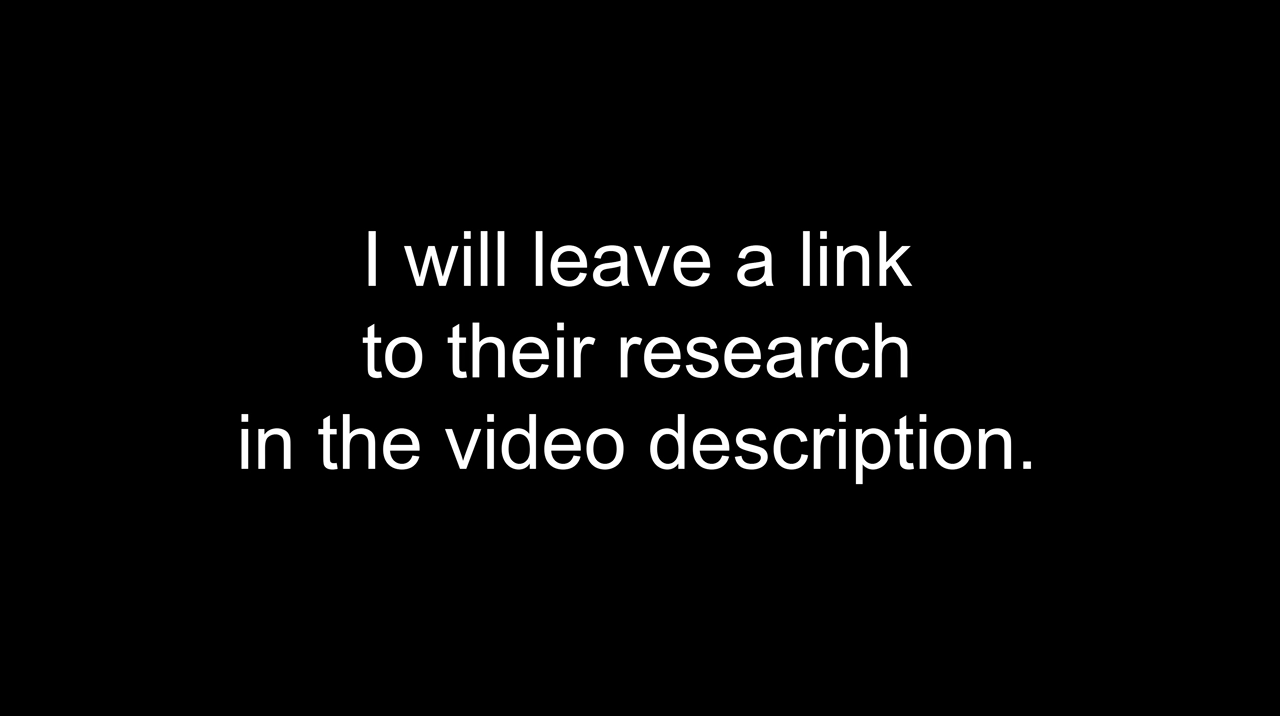 I will leave a link
to their research
in the video description.